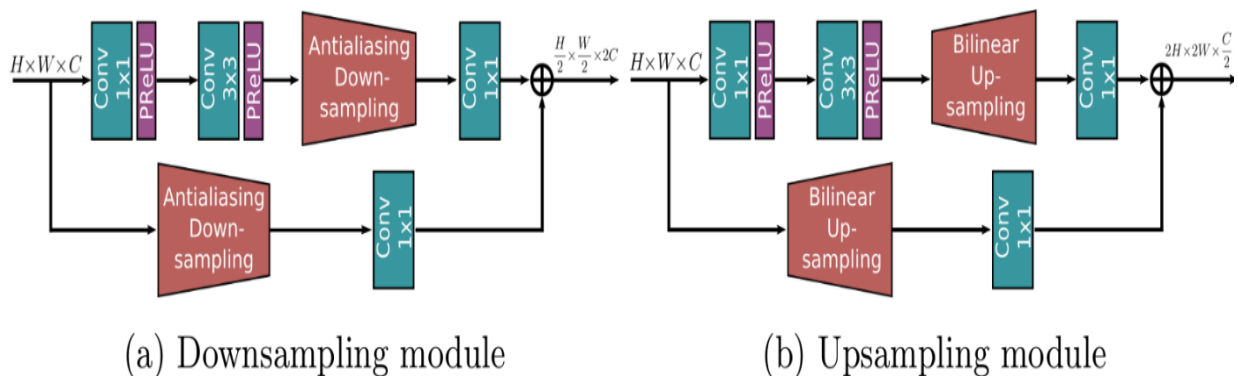 H×W×C
Conv
1x1
PReLU
Conv
3x3
PReLU
Antialiasing
Down-
sampling
Conv
1x1
H/2 × W/2 ×2C
Antialiasing
Down-
sampling
Conv
1x1
(a) Downsampling module
H×W×C
Conv
1x1
PReLU
Conv
3x3
PReLU
Bilinear
Up-
sampling
Conv
1x1
2H×2W× C/2
Bilinear
Up-
sampling
Conv
1x1
(b) Upsampling module